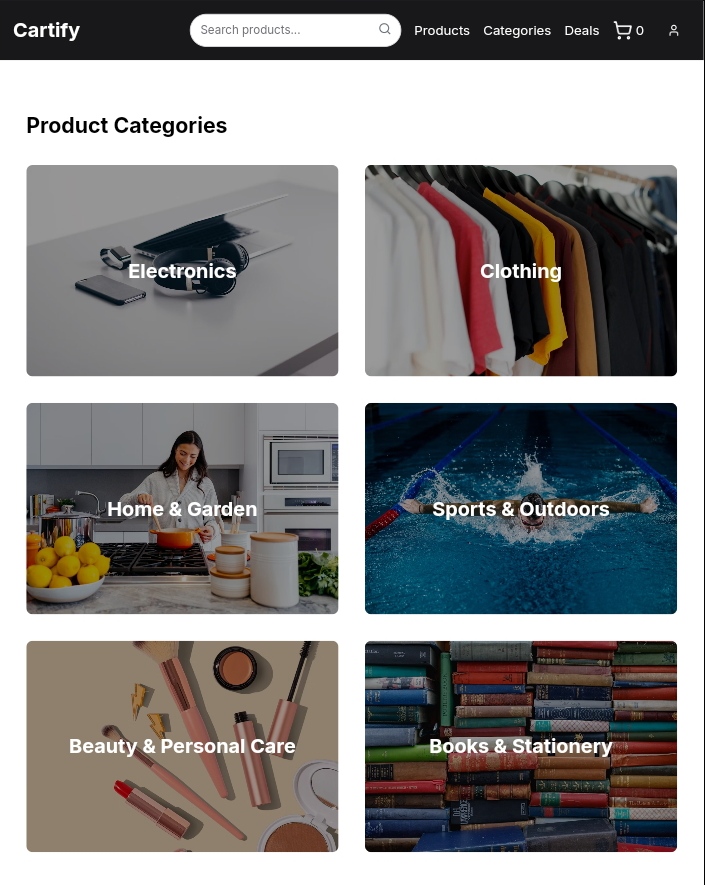 Cartify
Search products...
Products
Categories
Deals
0
Product Categories
Electronics
Clothing
Home & Garden
Sports & Outdoors
Beauty & Personal Care
Books & Stationery